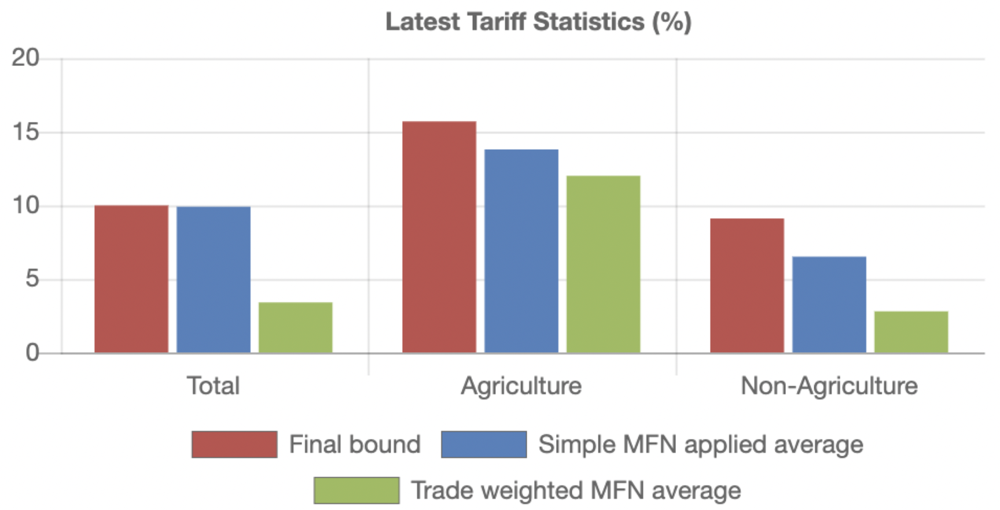 Latest Tariff Statistics (%)
20
15
10
5
0
Total Agriculture Non-Agriculture
Final bound Simple MFN applied average
Trade weighted MFN average